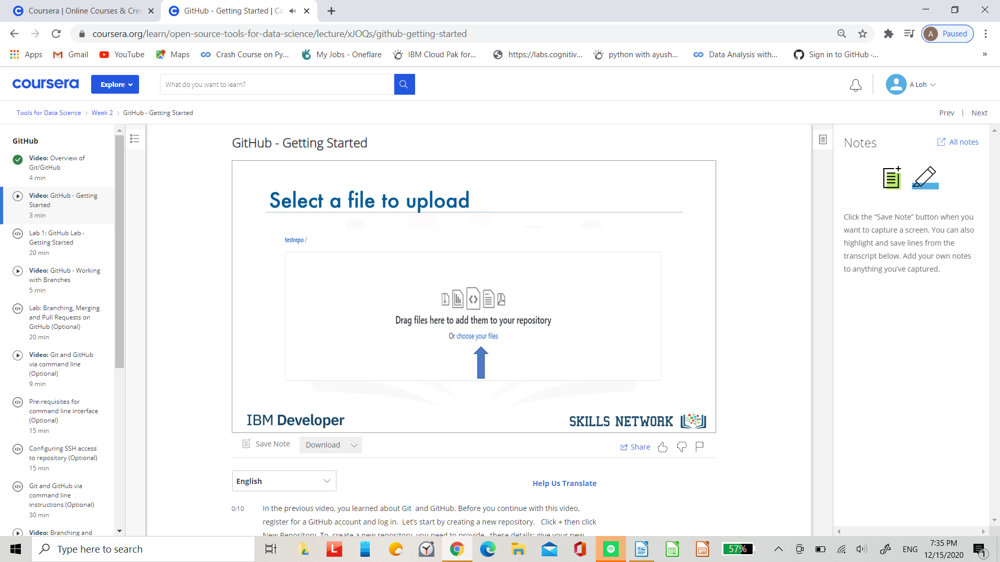 Coursera | Online Courses & Cre
GitHub - Getting Started | Co
coursera.org/learn/open-source-tools-for-data-science/lecture/xJOQs/github-getting-started
A Paused
Apps
Gmail
YouTube
Maps
Crash Course on Py...
My Jobs - Oneflare
IBM Cloud Pak for...
https://labs.cognitiv...
python with ayush...
Data Analysis with...
Sign in to GitHub ·...
»
coursera
Explore
What do you want to learn?
A Loh
Tools for Data Science > Week 2 > GitHub - Getting Started
Prev | Next
GitHub
Video: Overview of
Git/GitHub
4 min
Video: GitHub - Getting
Started
3 min
Lab 1: GitHub Lab -
Getting Started
20 min
Video: GitHub - Working
with Branches
5 min
Lab: Branching, Merging
and Pull Requests on
GitHub (Optional)
20 min
Video: Git and GitHub
via command line
(Optional)
9 min
Pre-requisites for
command line interface
(Optional)
15 min
Configuring SSH access
to repository (Optional)
15 min
Git and GitHub via
command line
instructions (Optional)
30 min
Video: Branching and
GitHub - Getting Started
Select a file to upload
testrepo /
Drag files here to add them to your repository
Or choose your files
IBM Developer
SKILLS NETWORK
Save Note
Download
Share
English
Help Us Translate
0:10
In the previous video, you learned about Git and GitHub. Before you continue with this video,
register for a GitHub account and log in. Let's start by creating a new repository. Click + then click
New Repository. To create a new repository, you need to provide these details: give your new
Notes
All notes
Click the “Save Note” button when you
want to capture a screen. You can also
highlight and save lines from the
transcript below. Add your own notes
to anything you’ve captured.
Type here to search
57%
ENG
7:35 PM
12/15/2020
1